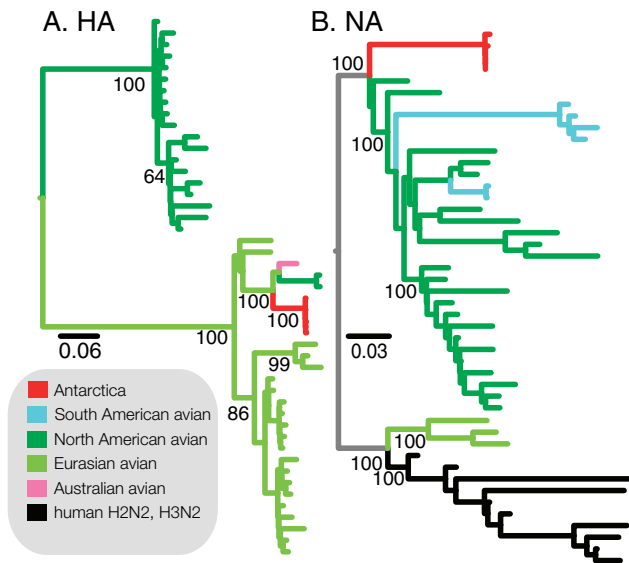 A. HA
B. NA
100
64
100
100
100
99
86
0.06
100
100
100
0.03
100
100
100
Antarctica
South American avian
North American avian
Eurasian avian
Australian avian
human H2N2, H3N2